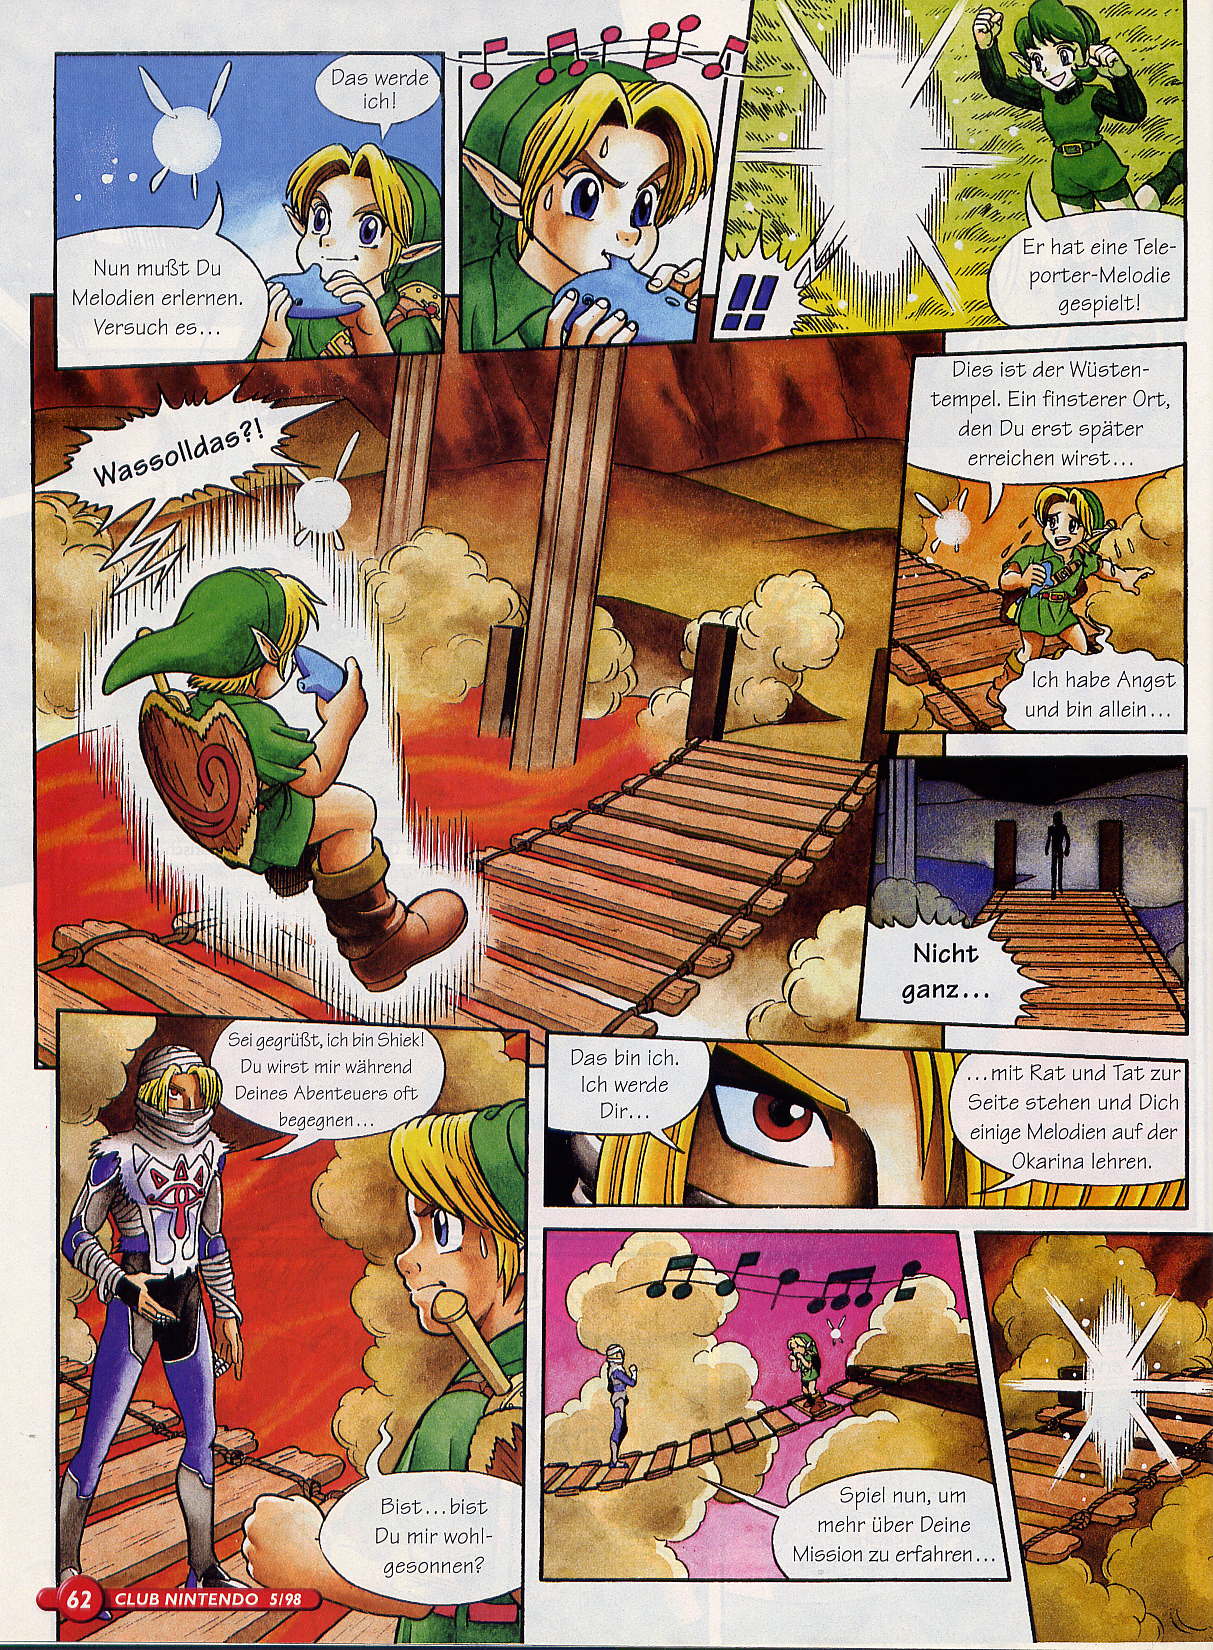 Das werde
ich!
Nun mußt Du
Melodien erlernen.
Versuch es...
!!
Er hat eine Tele-
porter-Melodie
gespielt!
Wassolldas?!
Dies ist der Wüsten-
tempel. Ein finsterer Ort,
den Du erst später
erreichen wirst...
Ich habe Angst
und bin allein...
Nicht
ganz...
Sei gegrüßt, ich bin Shiek!
Du wirst mir während
Deines Abenteuers oft
begegnen...
Bist...bist
Du mir wohl-
gesonnen?
Das bin ich.
Ich werde
Dir...
...mit Rat und Tat zur
Seite stehen und Dich
einige Melodien auf der
Okarina lehren.
Spiel nun, um
mehr über Deine
Mission zu erfahren...
62 CLUB NINTENDO 5/98